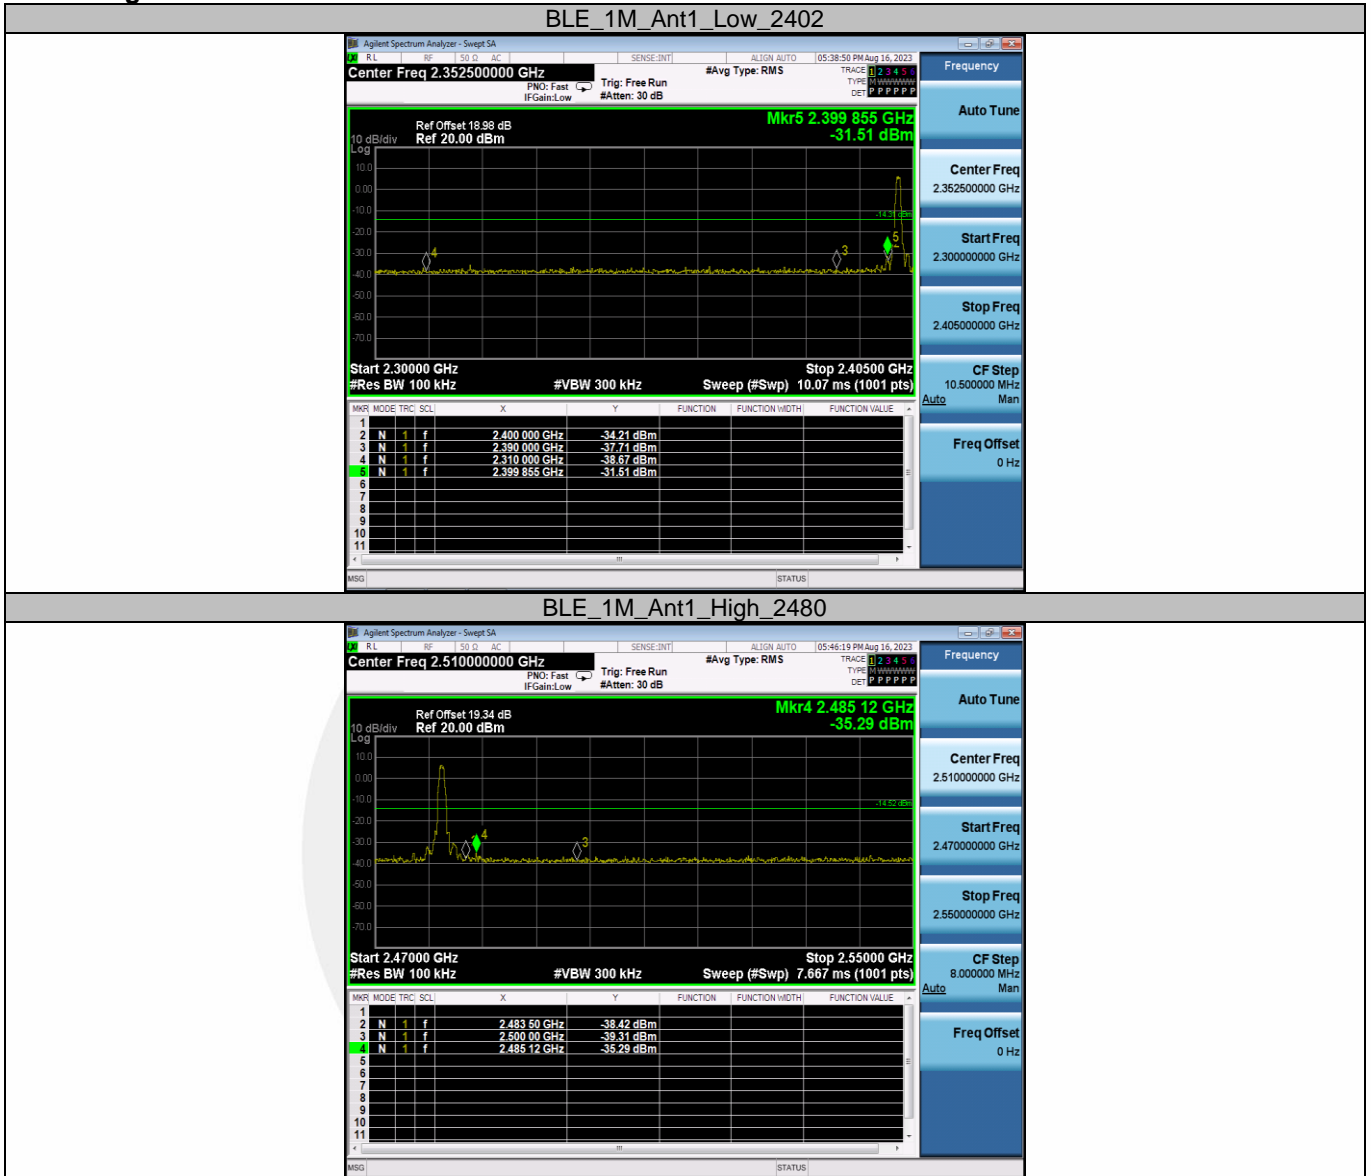 BLE_1M_Ant1_Low_2402
Agilent Spectrum Analyzer - Swept SA
RL RF 50 Ω AC SENSE:INT ALIGN AUTO 05:38:50 PM Aug 16, 2023
Center Freq 2.352500000 GHz
PNO: Fast
IFGain:Low
Trig: Free Run
#Atten: 30 dB
#Avg Type: RMS
TRACE 1 2 3 4 5 6
TYPE M WWWWW
DET P P P P P P
Mkr5 2.399 855 GHz
-31.51 dBm
Ref Offset 18.98 dB
10 dB/div Ref 20.00 dBm
Log
10.0
0.00
-10.0
-14.31 dBm
-20.0
-30.0
-40.0
-50.0
-60.0
-70.0
4
3
5
Start 2.30000 GHz Stop 2.40500 GHz
#Res BW 100 kHz #VBW 300 kHz Sweep (#Swp) 10.07 ms (1001 pts)
MKR MODE TRC SCL X Y FUNCTION FUNCTION WIDTH FUNCTION VALUE
1
2 N 1 f 2.400 000 GHz -34.21 dBm
3 N 1 f 2.390 000 GHz -37.71 dBm
4 N 1 f 2.310 000 GHz -38.67 dBm
5 N 1 f 2.399 855 GHz -31.51 dBm
6
7
8
9
10
11
MSG STATUS
Frequency
Auto Tune
Center Freq
2.352500000 GHz
Start Freq
2.300000000 GHz
Stop Freq
2.405000000 GHz
CF Step
10.500000 MHz
Auto Man
Freq Offset
0 Hz
BLE_1M_Ant1_High_2480
Agilent Spectrum Analyzer - Swept SA
RL RF 50 Ω AC SENSE:INT ALIGN AUTO 05:46:19 PM Aug 16, 2023
Center Freq 2.510000000 GHz
PNO: Fast
IFGain:Low
Trig: Free Run
#Atten: 30 dB
#Avg Type: RMS
TRACE 1 2 3 4 5 6
TYPE M WWWWW
DET P P P P P P
Mkr4 2.485 12 GHz
-35.29 dBm
Ref Offset 19.34 dB
10 dB/div Ref 20.00 dBm
Log
10.0
0.00
-10.0
-14.52 dBm
-20.0
-30.0
-40.0
-50.0
-60.0
-70.0
4
3
Start 2.47000 GHz Stop 2.55000 GHz
#Res BW 100 kHz #VBW 300 kHz Sweep (#Swp) 7.667 ms (1001 pts)
MKR MODE TRC SCL X Y FUNCTION FUNCTION WIDTH FUNCTION VALUE
1
2 N 1 f 2.483 50 GHz -38.42 dBm
3 N 1 f 2.500 00 GHz -39.31 dBm
4 N 1 f 2.485 12 GHz -35.29 dBm
5
6
7
8
9
10
11
MSG STATUS
Frequency
Auto Tune
Center Freq
2.510000000 GHz
Start Freq
2.470000000 GHz
Stop Freq
2.550000000 GHz
CF Step
8.000000 MHz
Auto Man
Freq Offset
0 Hz